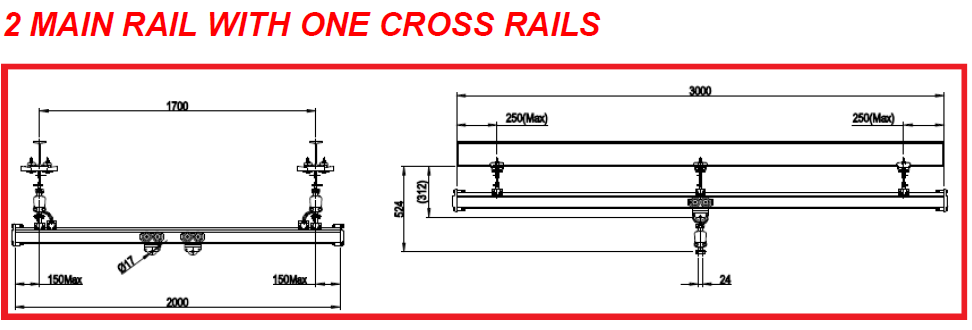 2 MAIN RAIL WITH ONE CROSS RAILS
1700
3000
250(Max)
250(Max)
(312)
524
Ø17
150Max
150Max
24
2000